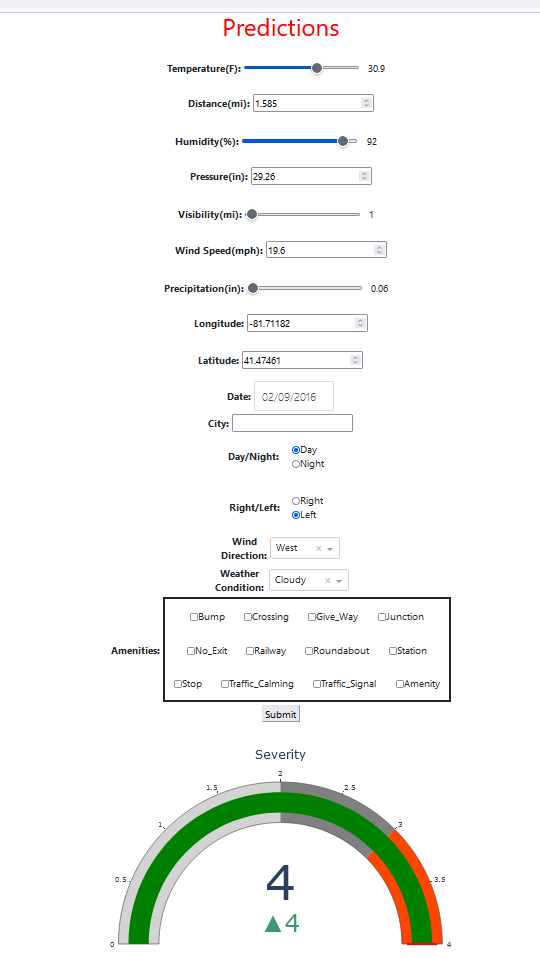 Predictions
Temperature(F): 30.9
Distance(mi): 1.585
Humidity(%): 92
Pressure(in): 29.26
Visibility(mi): 1
Wind Speed(mph): 19.6
Precipitation(in): 0.06
Longitude: -81.71182
Latitude: 41.47461
Date: 02/09/2016
City:
Day/Night: Day
Night
Right/Left: Right
Left
Wind
Direction: West ×
Weather
Condition: Cloudy ×
Bump Crossing Give_Way Junction
Amenities: No_Exit Railway Roundabout Station
Stop Traffic_Calming Traffic_Signal Amenity
Submit
Severity
2
1.5 2.5
1 3
0.5 3.5
4
▲4
0 4